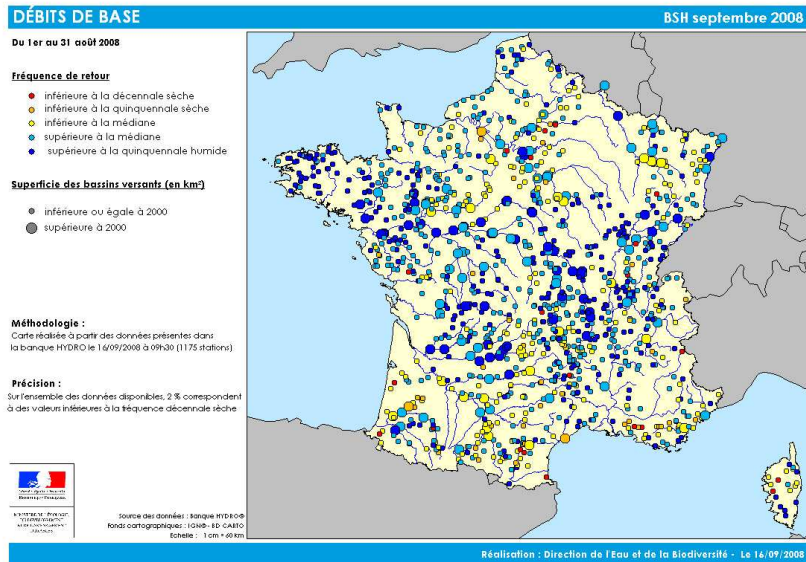 DÉBITS DE BASE
BSH septembre 2008
Du 1er au 31 août 2008
Fréquence de retour
inférieure à la décennale sèche
inférieure à la quinquennale sèche
inférieure à la médiane
supérieure à la médiane
supérieure à la quinquennale humide
Superficie des bassins versants (en km²)
inférieure ou égale à 2000
supérieure à 2000
Méthodologie :
Carte réalisée à partir des données présentes dans
la banque HYDRO le 16/09/2008 à 09h30 (1175 stations)
Précision :
Sur l'ensemble des données disponibles, 2 % correspondent
à des valeurs inférieures à la fréquence décennale sèche
Source des données : Banque HYDRO®
Fonds cartographiques : IGN® - BD CARTO
Echelle : 1 cm = 60 km
Réalisation : Direction de l'Eau et de la Biodiversité - Le 16/09/2008